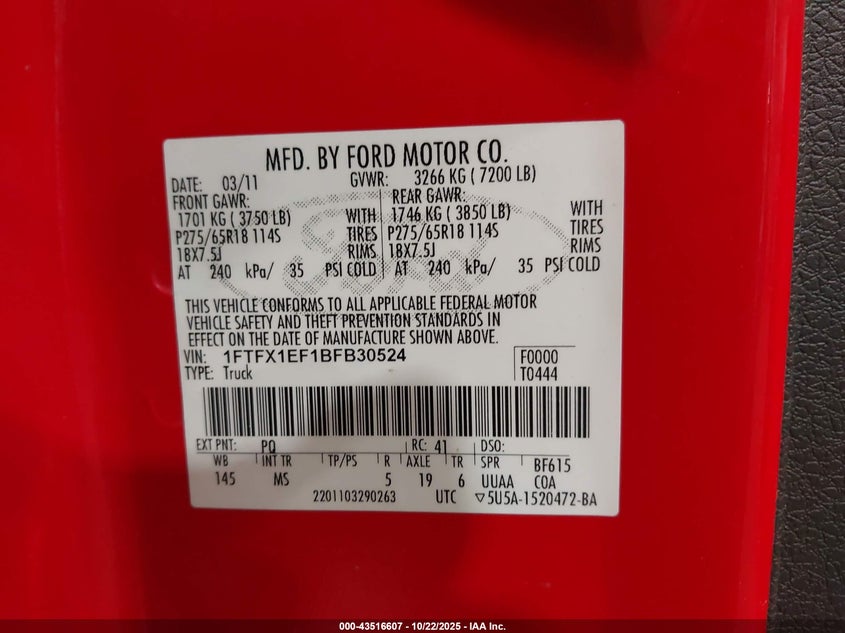 MFD. BY FORD MOTOR CO.
DATE: 03/11 GVWR: 3266 KG ( 7200 LB)
FRONT GAWR: REAR GAWR:
1701 KG ( 3750 LB) WITH 1746 KG ( 3850 LB) WITH
P275/65R18 114S TIRES P275/65R18 114S TIRES
18X7.5J RIMS 18X7.5J RIMS
AT 240 kPa/ 35 PSI COLD AT 240 kPa/ 35 PSI COLD
Ford
THIS VEHICLE CONFORMS TO ALL APPLICABLE FEDERAL MOTOR
VEHICLE SAFETY AND THEFT PREVENTION STANDARDS IN
EFFECT ON THE DATE OF MANUFACTURE SHOWN ABOVE.
VIN: 1FTFX1EF1BFB30524 F0000
TYPE: Truck T0444
EXT PNT: PQ RC: 41 DSO:
WB INT TR TP/PS R AXLE TR SPR BF615
145 MS 5 19 6 UUAA COA
2201103290263 UTC ▽5U5A-1520472-BA
000-43516607 - 10/22/2025 - IAA Inc.